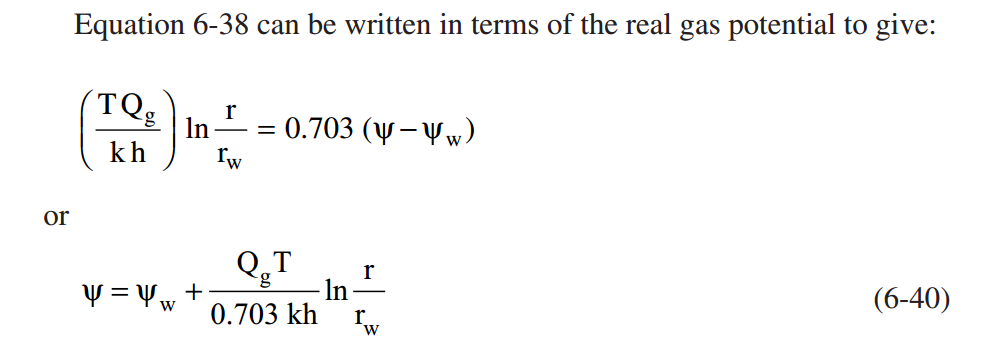 Equation 6-38 can be written in terms of the real gas potential to give:
(TQg / k h) ln r/rw = 0.703 (ψ − ψw)
or
ψ = ψw + QgT / 0.703 kh ln r/rw (6-40)